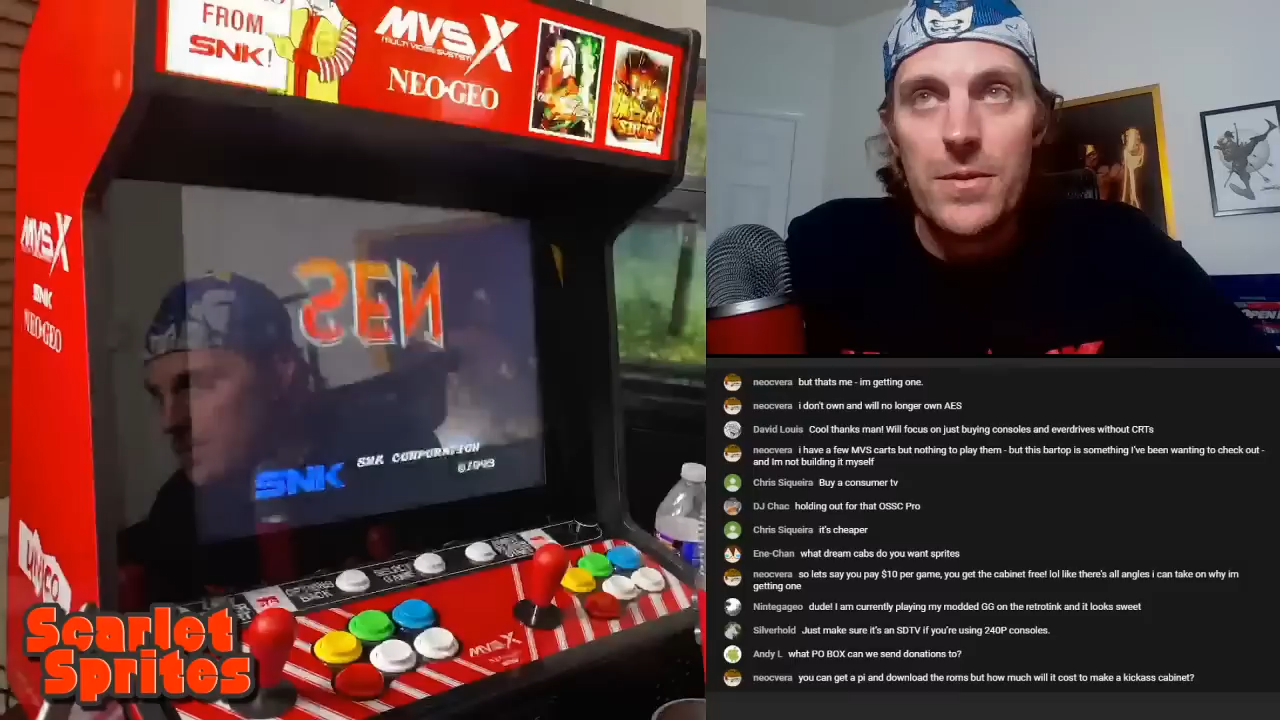 FROM
SNK!
MVSX
MULTI VIDEO SYSTEM
NEO·GEO
METAL
SLUG
MVSX
SNK
NEO·GEO
SNK CORPORATION
SNK
SELECT
GAME
MVSX
Scarlet
Sprites
OPEN
neocvera but thats me - im getting one.
neocvera i don't own and will no longer own AES
David Louis Cool thanks man! Will focus on just buying consoles and everdrives without CRTs
neocvera i have a few MVS carts but nothing to play them - but this bartop is something I've been wanting to check out -
and Im not building it myself
Chris Siqueira Buy a consumer tv
DJ Chac holding out for that OSSC Pro
Chris Siqueira it's cheaper
Ene-Chan what dream cabs do you want sprites
neocvera so lets say you pay $10 per game, you get the cabinet free! lol like there's all angles i can take on why im
getting one
Nintegageo dude! I am currently playing my modded GG on the retrotink and it looks sweet
Silverhold Just make sure it's an SDTV if you're using 240P consoles.
Andy L what PO BOX can we send donations to?
neocvera you can get a pi and download the roms but how much will it cost to make a kickass cabinet?